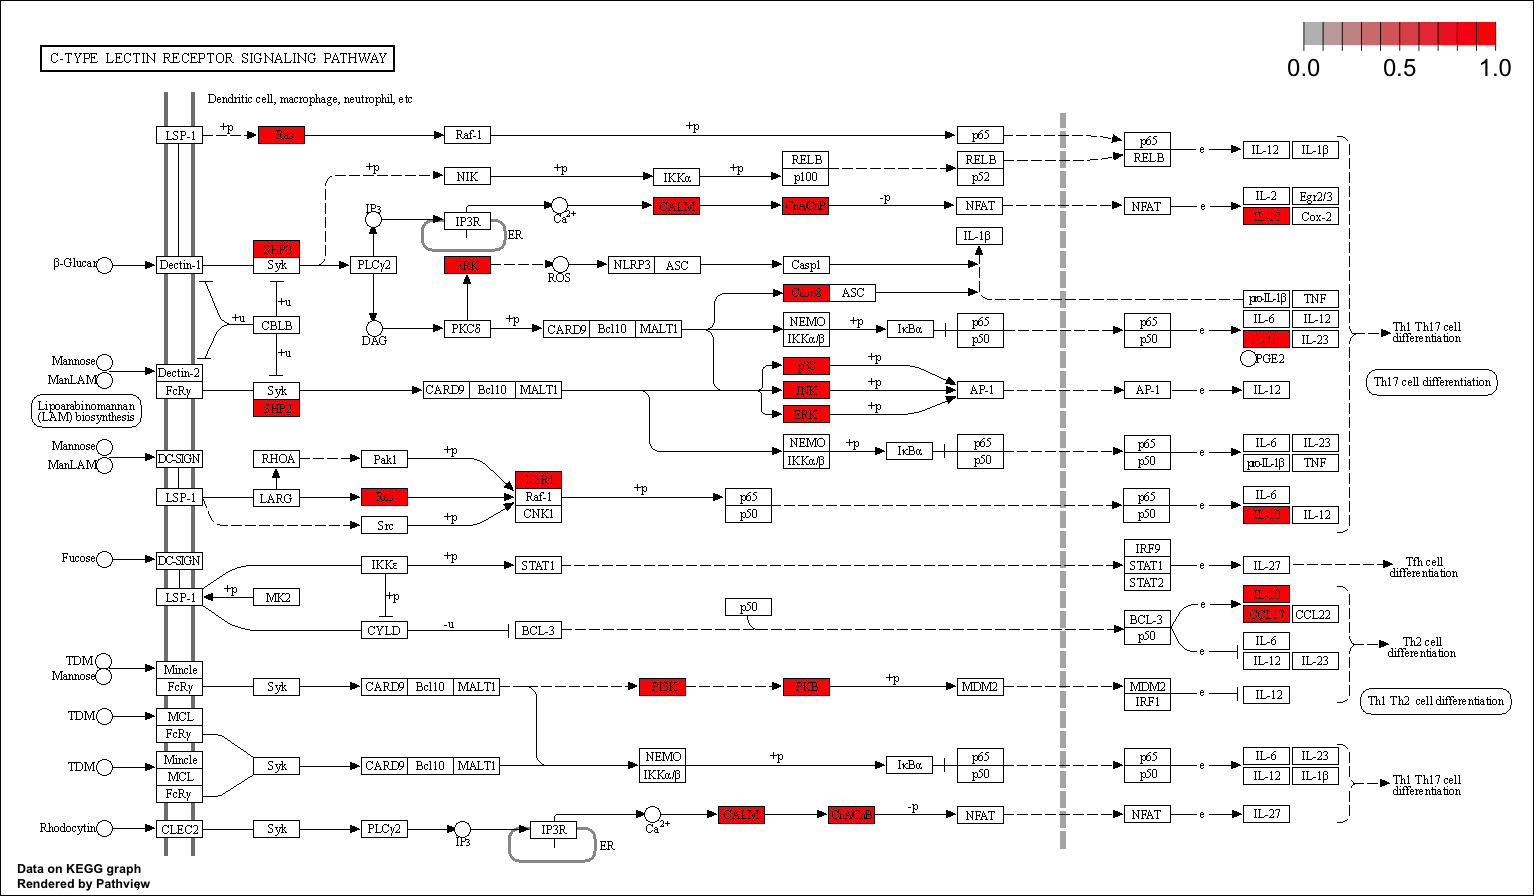 C-TYPE LECTIN RECEPTOR SIGNALING PATHWAY
0.0 0.5 1.0
Dendritic cell, macrophage, neutrophil, etc
LSP-1 +p Ras Raf-1 +p p65 p65 RELB e IL-12 IL-1β
+p NIK +p IKKα +p RELB p100 RELB p52
IP3 IP3R ER Ca2+ CALM CnACnB -p NFAT NFAT e IL-2 Egr2/3
IL-10 Cox-2
IL-1β
β-Glucan Dectin-1 SHP2 Syk PLCγ2 ERK ROS NLRP3 ASC Casp1
Casp8 ASC pro-IL-1β TNF
+u +u CBLB DAG PKCδ +p CARD9 Bcl10 MALT1 NEMO IKKα/β +p IκBα p65 p50 p65 p50 e IL-6 IL-12
IL-10 IL-23
PGE2
Th1 Th17 cell
differentiation
+u
Mannose
ManLAM
Dectin-2 FcRγ Syk SHP2 CARD9 Bcl10 MALT1 p38 +p
JNK +p AP-1 AP-1 e IL-12
ERK +p
Th17 cell differentiation
Lipoarabinomannan
(LAM) biosynthesis
Mannose
ManLAM
DC-SIGN RHOA Pak1 +p NEMO IKKα/β +p IκBα p65 p50 p65 p50 e IL-6 IL-23
pro-IL-1β TNF
LSP-1 LARG Ras KSR1 Raf-1 CNK1 +p p65 p50 p65 p50 e IL-6
IL-10 IL-12
Src +p
Fucose DC-SIGN IKKε +p STAT1 IRF9 STAT1 STAT2 e IL-27 Tfh cell
differentiation
LSP-1 +p MK2 +p
CYLD -u BCL-3 p50 BCL-3 p50 e IL-10
CCL17 CCL22
e IL-6
IL-12 IL-23
Th2 cell
differentiation
TDM
Mannose
Mincle FcRγ Syk CARD9 Bcl10 MALT1 PI3K PKB +p MDM2 MDM2 IRF1 e IL-12
Th1 Th2 cell differentiation
TDM MCL FcRγ
TDM Mincle MCL FcRγ Syk CARD9 Bcl10 MALT1 NEMO IKKα/β +p IκBα p65 p50 p65 p50 e IL-6 IL-23
IL-12 IL-1β
Th1 Th17 cell
differentiation
Rhodocytin CLEC2 Syk PLCγ2 IP3 IP3R ER Ca2+ CALM CnACnB -p NFAT NFAT e IL-27
Data on KEGG graph
Rendered by Pathview